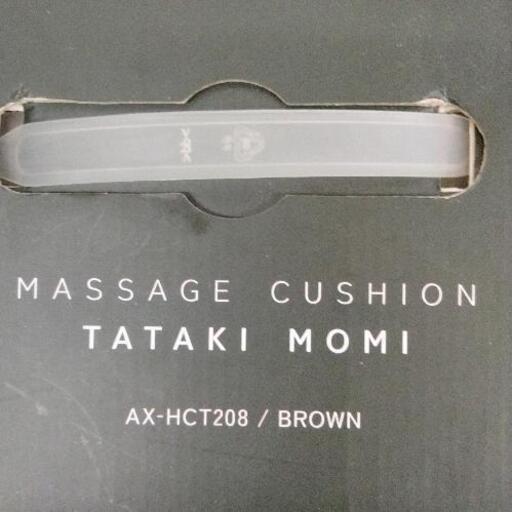 MASSAGE CUSHION
TATAKI MOMI
AX-HCT208 / BROWN